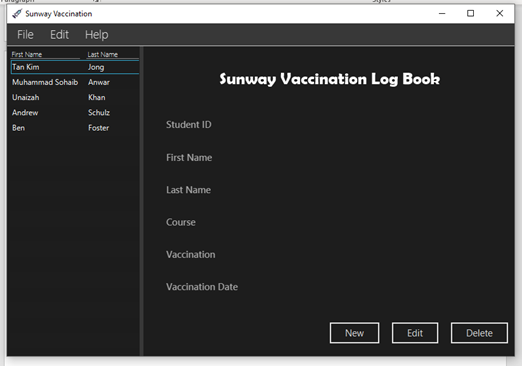 Paragraph Styles
Sunway Vaccination
File Edit Help
First Name Last Name
Tan Kim Jong
Muhammad Sohaib Anwar
Unaizah Khan
Andrew Schulz
Ben Foster
Sunway Vaccination Log Book
Student ID
First Name
Last Name
Course
Vaccination
Vaccination Date
New Edit Delete